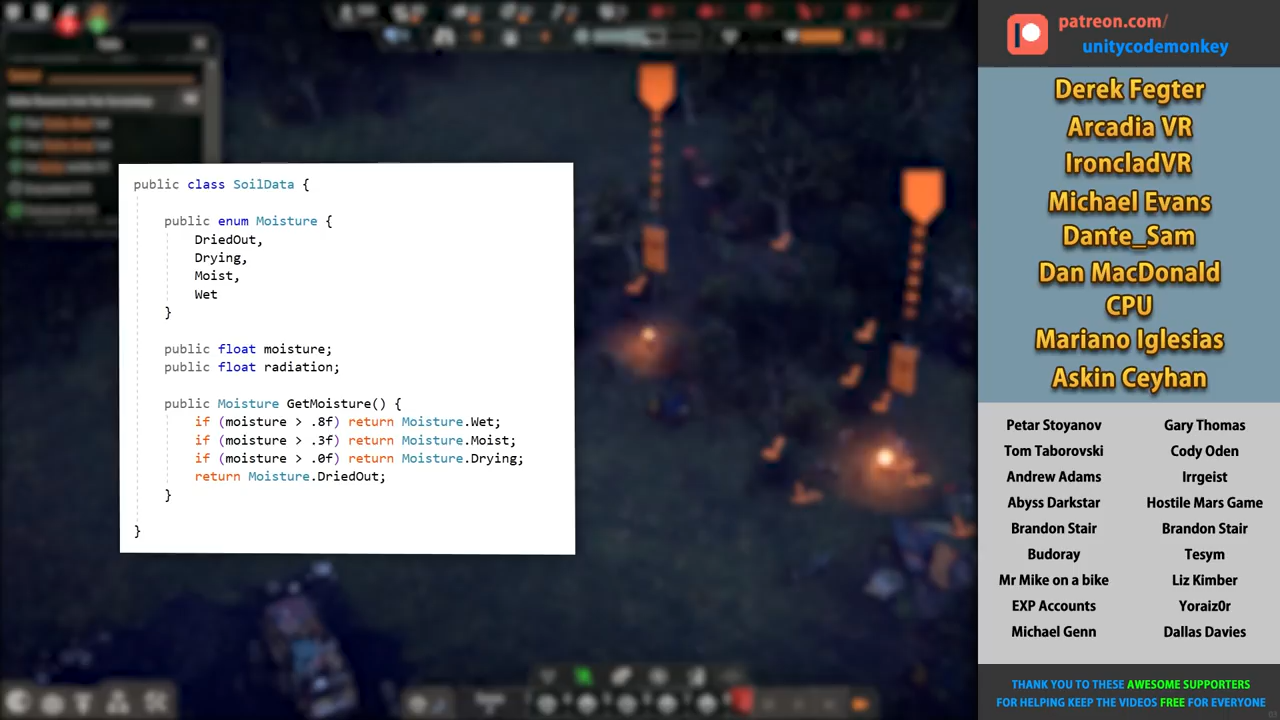 public class SoilData {
public enum Moisture {
DriedOut,
Drying,
Moist,
Wet
}
public float moisture;
public float radiation;
public Moisture GetMoisture() {
if (moisture > .8f) return Moisture.Wet;
if (moisture > .3f) return Moisture.Moist;
if (moisture > .0f) return Moisture.Drying;
return Moisture.DriedOut;
}
}
patreon.com/
unitycodemonkey
Derek Fegter
Arcadia VR
IroncladVR
Michael Evans
Dante_Sam
Dan MacDonald
CPU
Mariano Iglesias
Askin Ceyhan
Petar Stoyanov
Gary Thomas
Tom Taborovski
Cody Oden
Andrew Adams
Irrgeist
Abyss Darkstar
Hostile Mars Game
Brandon Stair
Brandon Stair
Budoray
Tesym
Mr Mike on a bike
Liz Kimber
EXP Accounts
Yoraiz0r
Michael Genn
Dallas Davies
THANK YOU TO THESE AWESOME SUPPORTERS
FOR HELPING KEEP THE VIDEOS FREE FOR EVERYONE